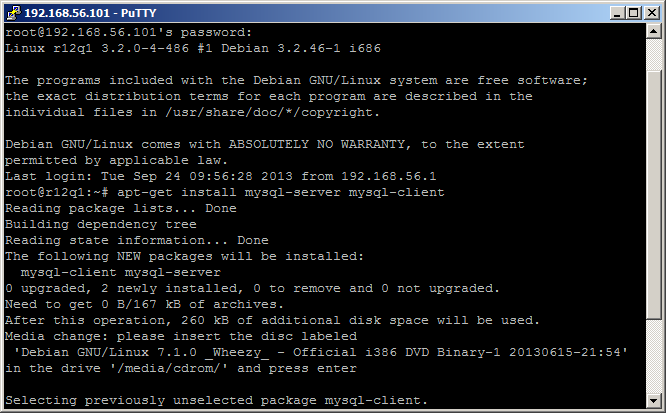 192.168.56.101 - PuTTY
root@192.168.56.101's password:
Linux r12q1 3.2.0-4-486 #1 Debian 3.2.46-1 i686
The programs included with the Debian GNU/Linux system are free software;
the exact distribution terms for each program are described in the
individual files in /usr/share/doc/*/copyright.
Debian GNU/Linux comes with ABSOLUTELY NO WARRANTY, to the extent
permitted by applicable law.
Last login: Tue Sep 24 09:56:28 2013 from 192.168.56.1
root@r12q1:~# apt-get install mysql-server mysql-client
Reading package lists... Done
Building dependency tree
Reading state information... Done
The following NEW packages will be installed:
mysql-client mysql-server
0 upgraded, 2 newly installed, 0 to remove and 0 not upgraded.
Need to get 0 B/167 kB of archives.
After this operation, 260 kB of additional disk space will be used.
Media change: please insert the disc labeled
'Debian GNU/Linux 7.1.0 _Wheezy_ - Official i386 DVD Binary-1 20130615-21:54'
in the drive '/media/cdrom/' and press enter
Selecting previously unselected package mysql-client.